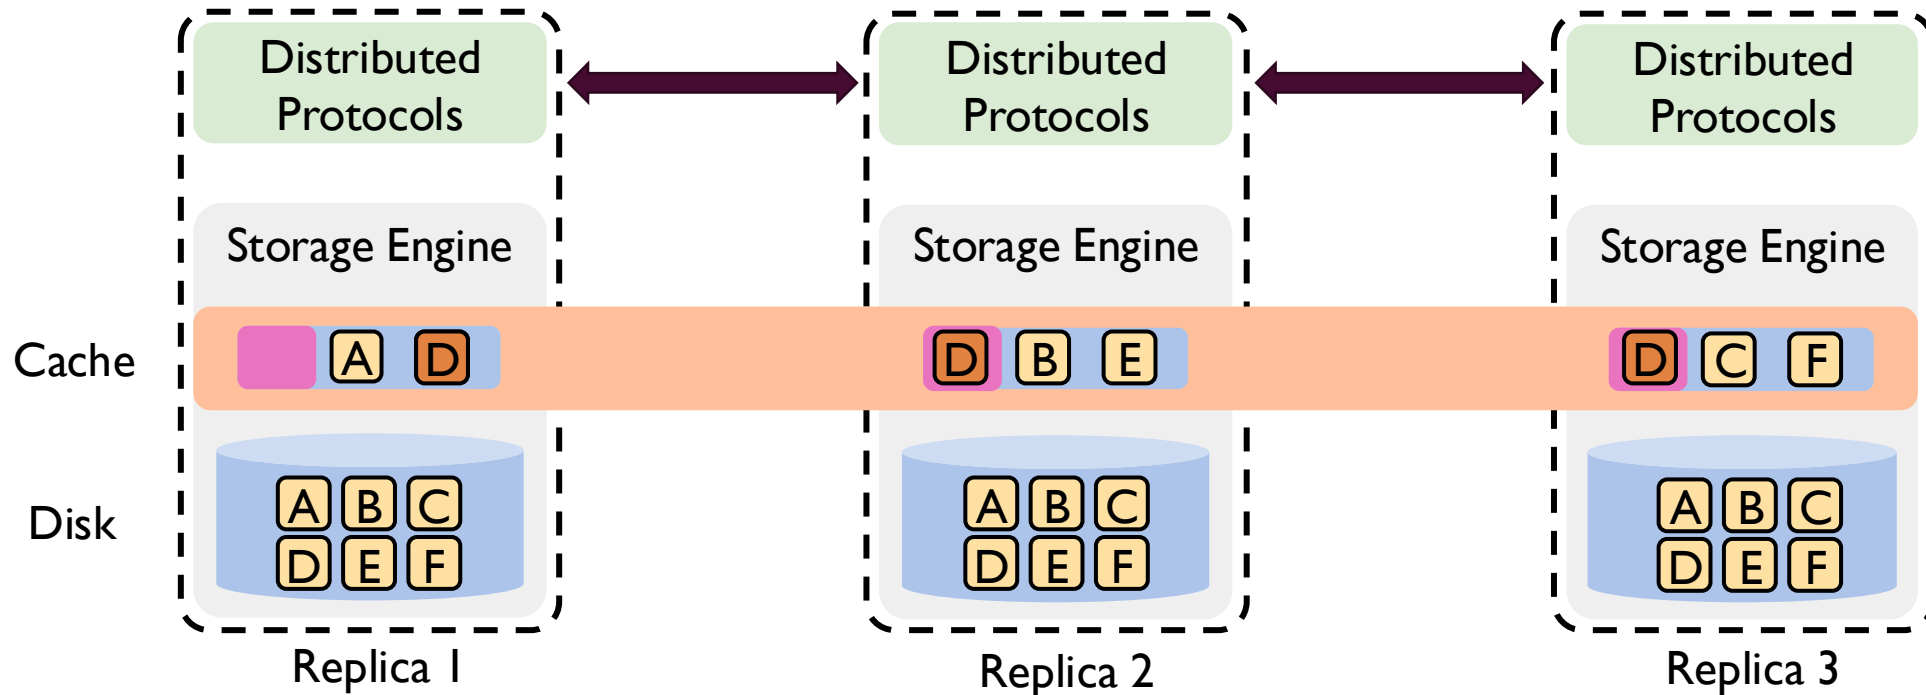 Distributed
Protocols
Distributed
Protocols
Distributed
Protocols
Storage Engine
Storage Engine
Storage Engine
Cache
A D
D B E
D C F
Disk
A B C
D E F
A B C
D E F
A B C
D E F
Replica 1
Replica 2
Replica 3